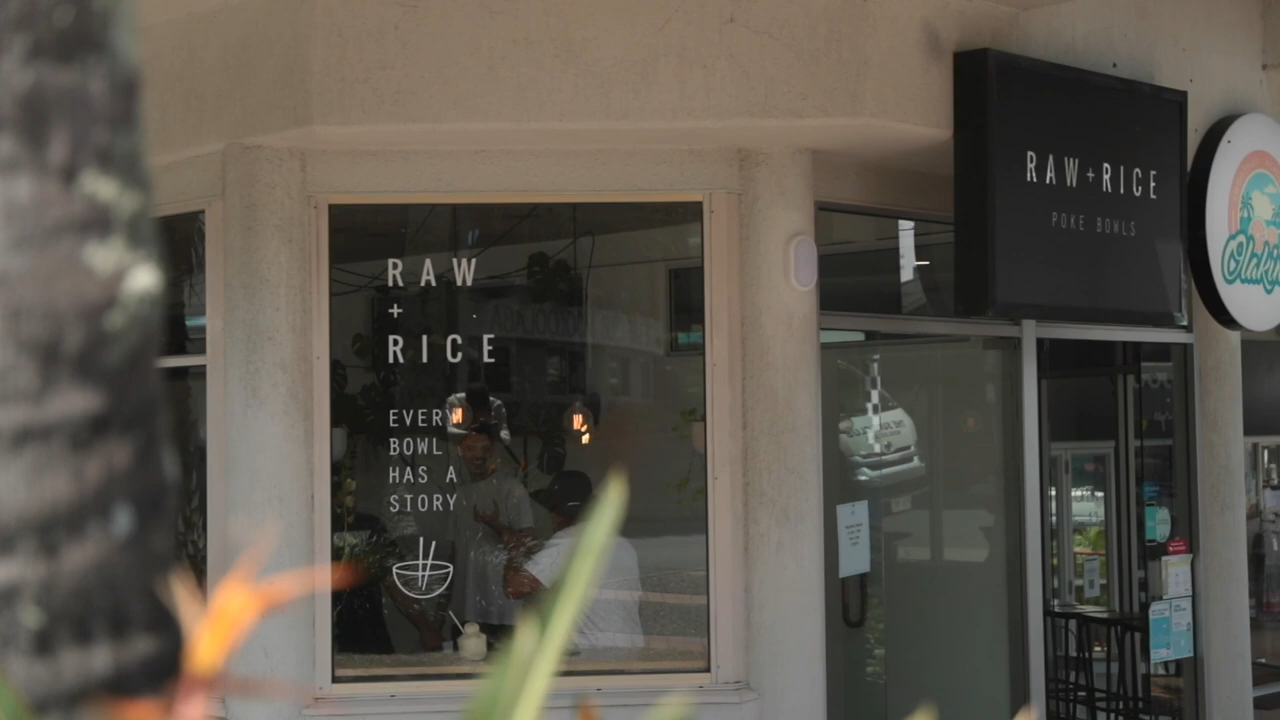 RAW
+
RICE
EVERY
BOWL
HAS A
STORY
RAW+RICE
POKE BOWLS